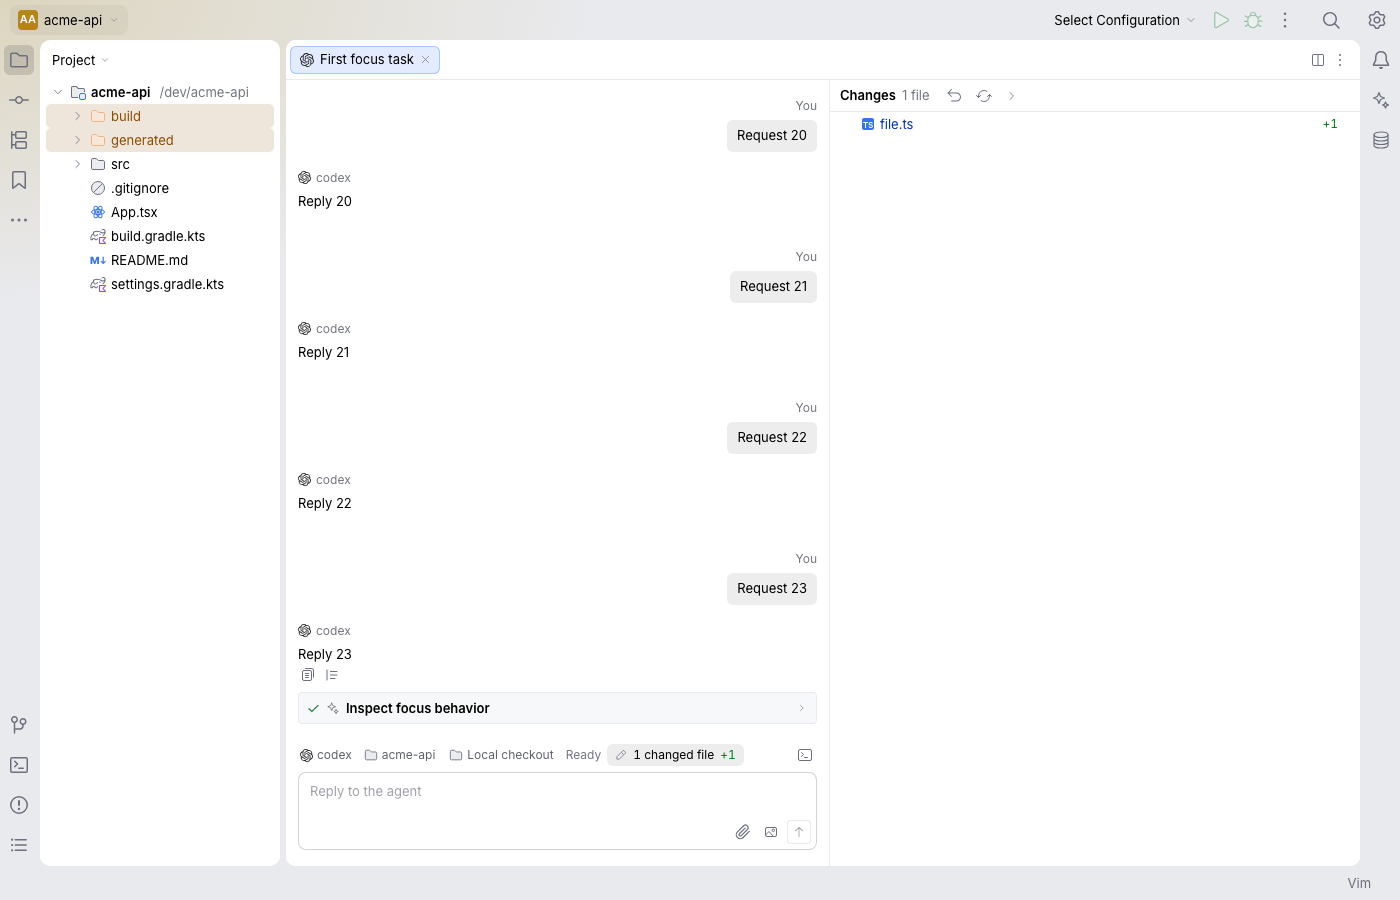 AA acme-api
Select Configuration
Project
acme-api /dev/acme-api
build
generated
src
.gitignore
App.tsx
build.gradle.kts
M↓ README.md
settings.gradle.kts
First focus task
You
Request 20
codex
Reply 20
You
Request 21
codex
Reply 21
You
Request 22
codex
Reply 22
You
Request 23
codex
Reply 23
Inspect focus behavior
codex acme-api Local checkout Ready 1 changed file +1
Reply to the agent
Changes 1 file
TS file.ts +1
Vim